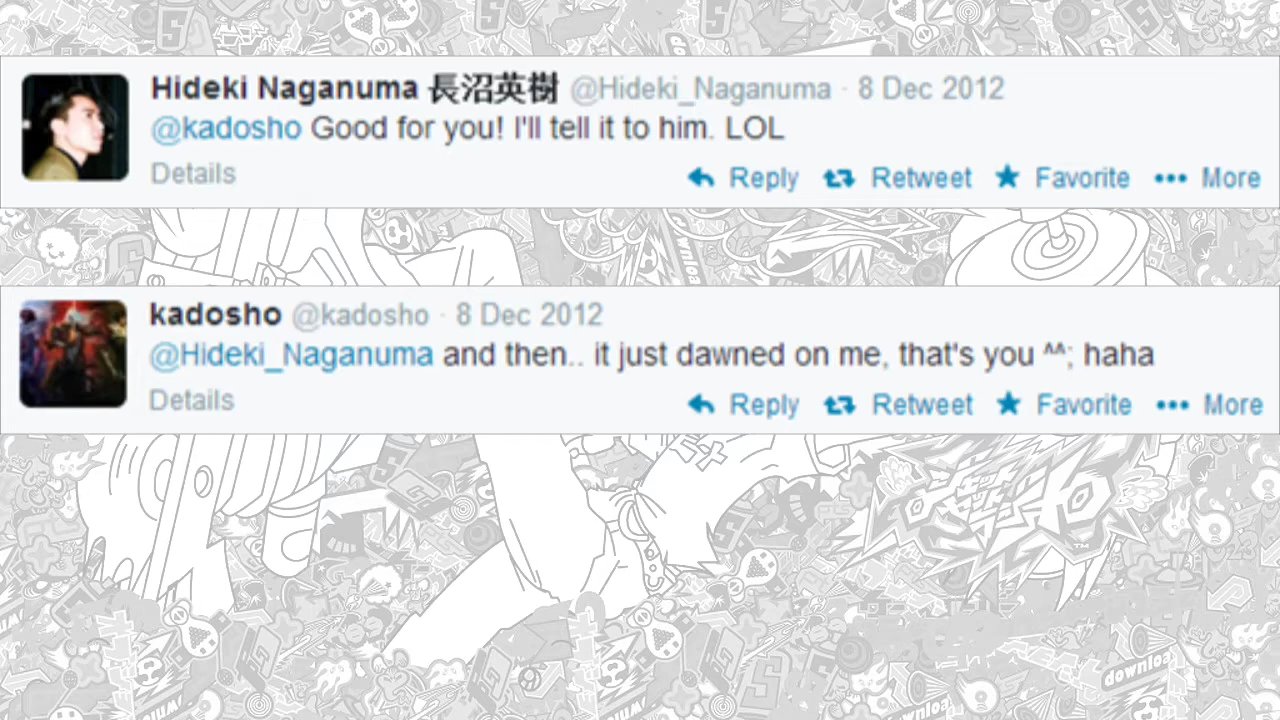 Hideki Naganuma 長沼英樹 @Hideki_Naganuma · 8 Dec 2012
@kadosho Good for you! I'll tell it to him. LOL
Details Reply Retweet Favorite More
kadosho @kadosho · 8 Dec 2012
@Hideki_Naganuma and then.. it just dawned on me, that's you ^^; haha
Details Reply Retweet Favorite More
downloa